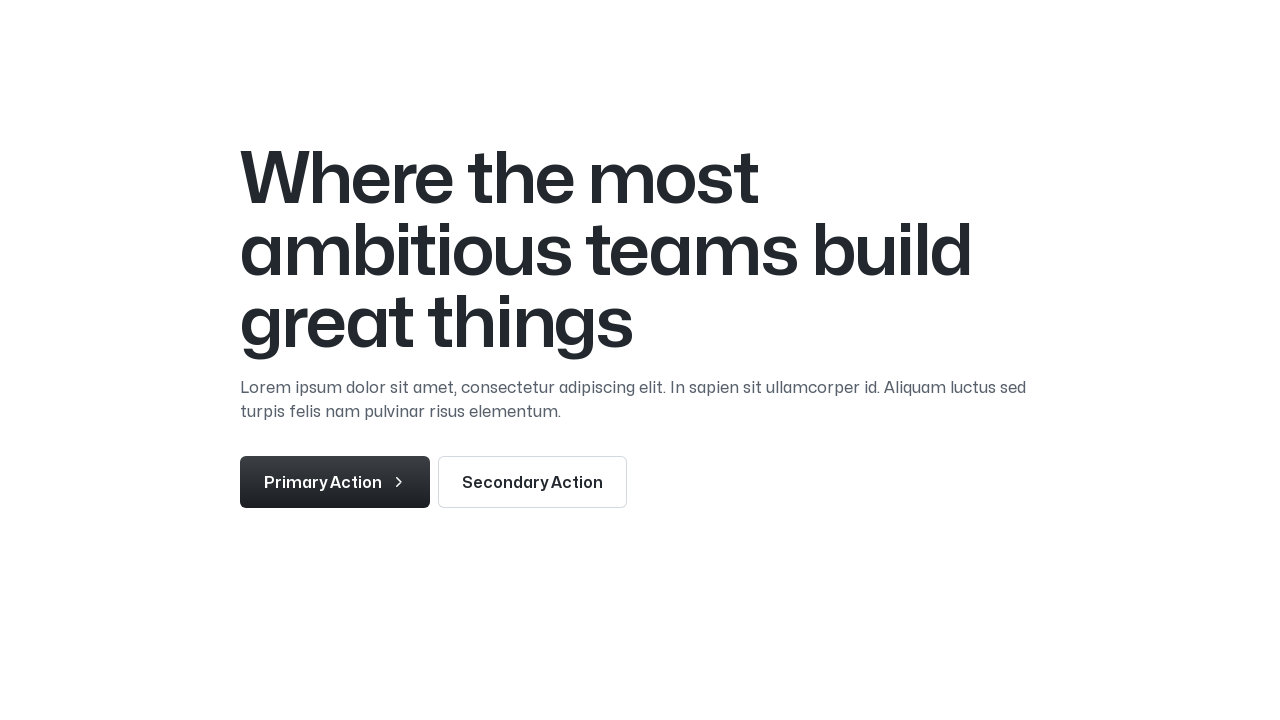 Where the most
ambitious teams build
great things
Lorem ipsum dolor sit amet, consectetur adipiscing elit. In sapien sit ullamcorper id. Aliquam luctus sed
turpis felis nam pulvinar risus elementum.
Primary Action
Secondary Action